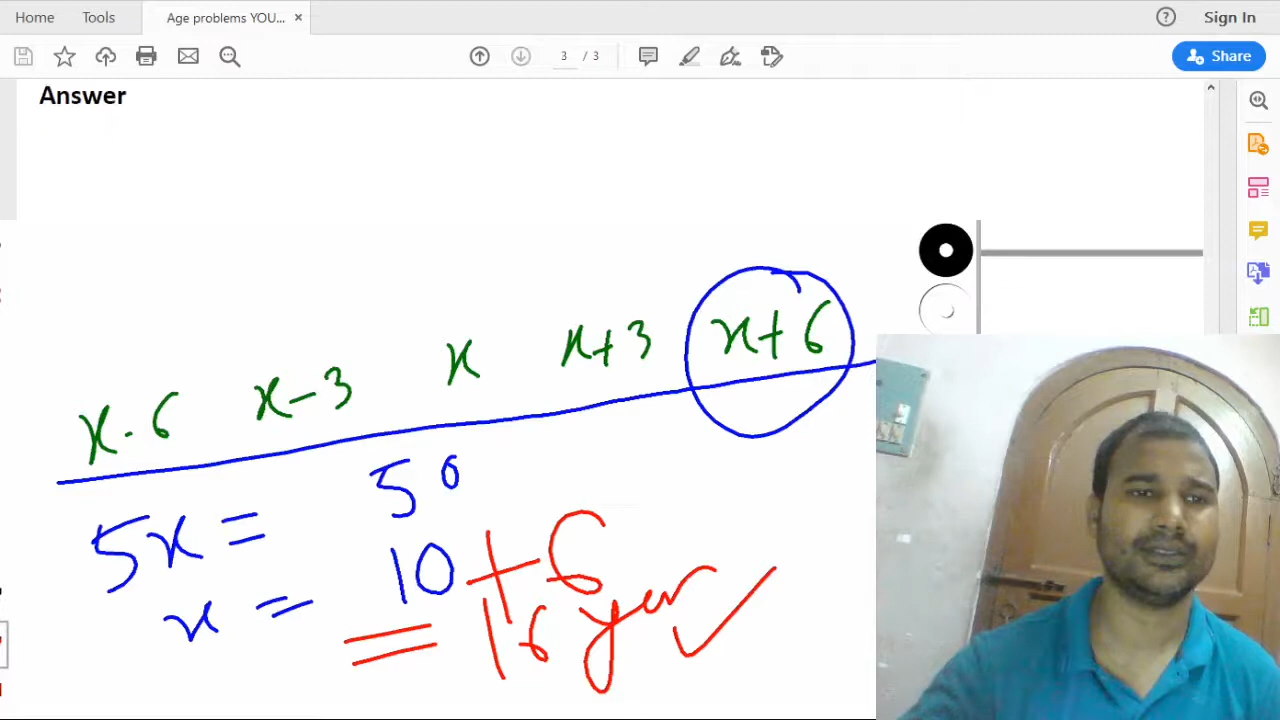 Home Tools Age problems YOU... × ? Sign In
3 / 3 Share
Answer
x-6 x-3 x x+3 x+6
5x = 50
x = 10 +6
= 16 year